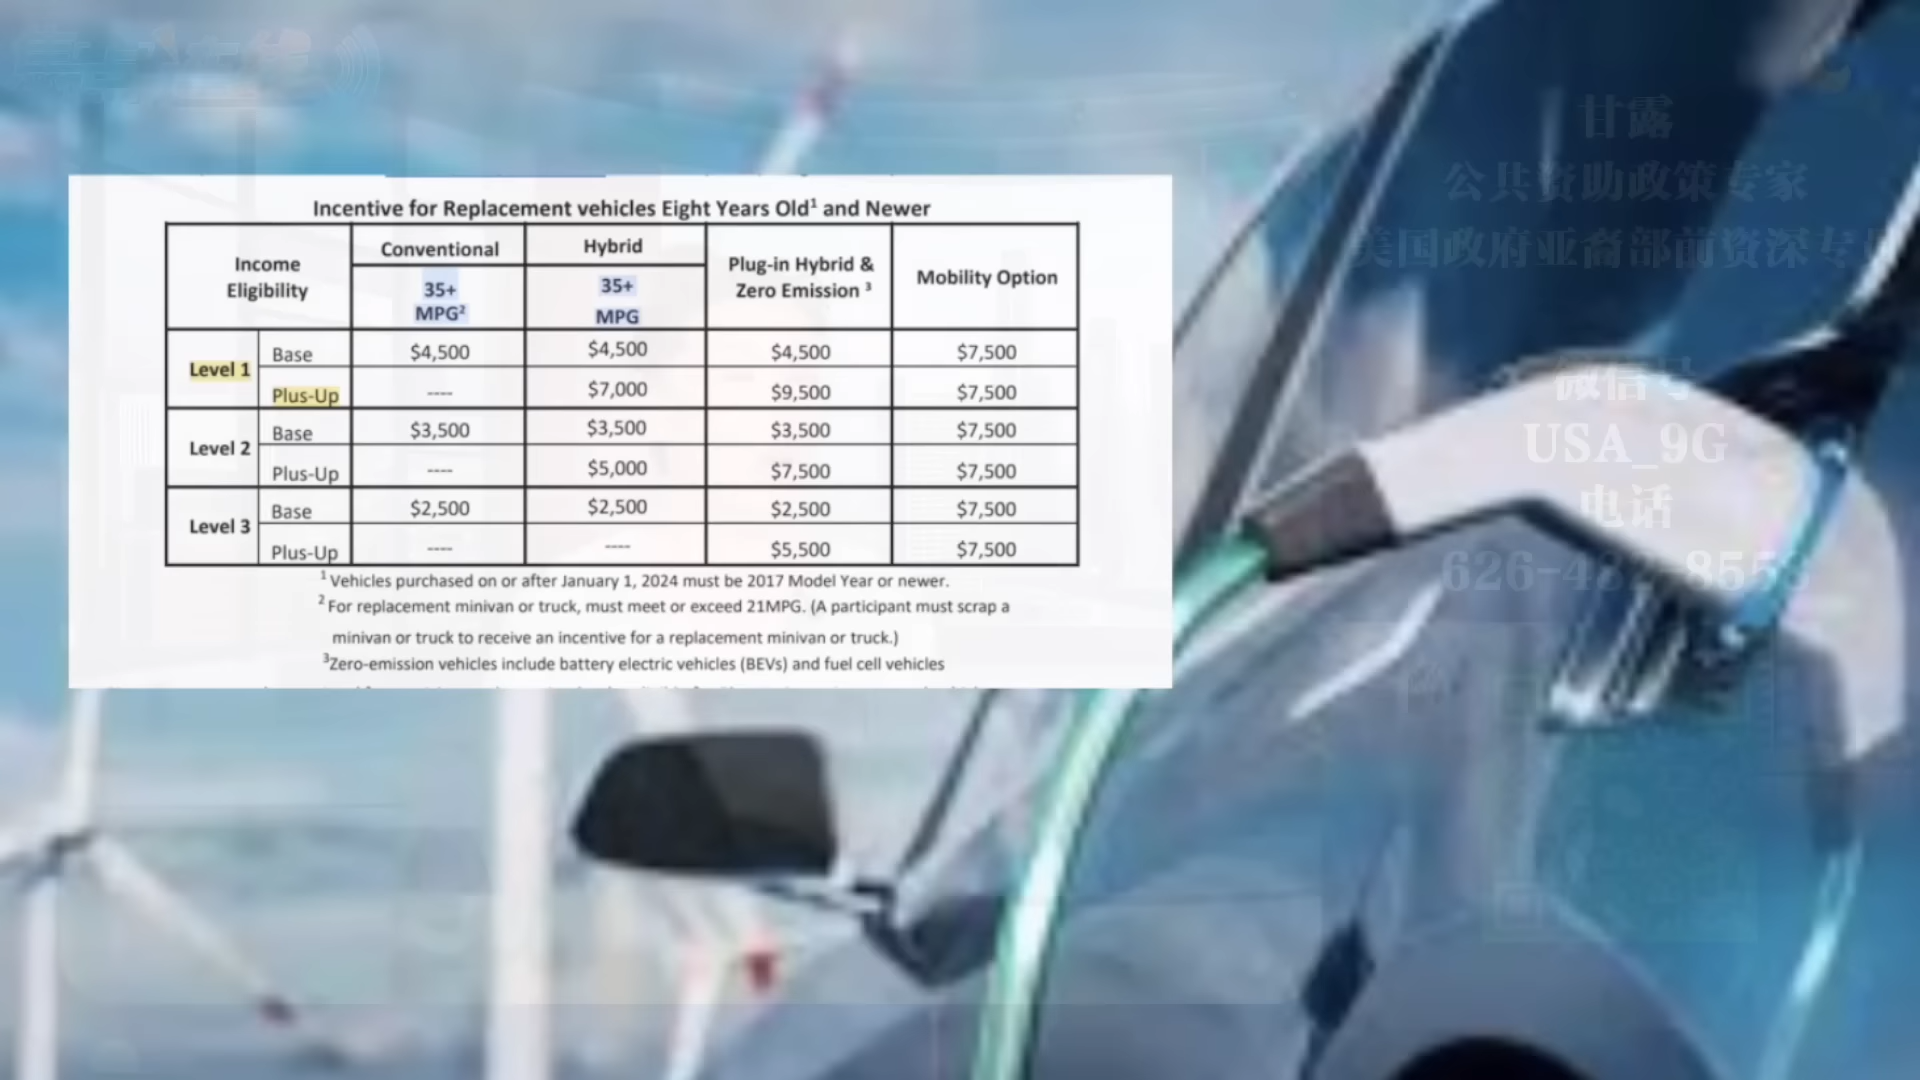 Incentive for Replacement vehicles Eight Years Old¹ and Newer
Income Eligibility
Conventional
Hybrid
Plug-in Hybrid & Zero Emission ³
Mobility Option
35+ MPG²
35+ MPG
Level 1
Base $4,500 $4,500 $4,500 $7,500
Plus-Up ---- $7,000 $9,500 $7,500
Level 2
Base $3,500 $3,500 $3,500 $7,500
Plus-Up ---- $5,000 $7,500 $7,500
Level 3
Base $2,500 $2,500 $2,500 $7,500
Plus-Up ---- ---- $5,500 $7,500
¹ Vehicles purchased on or after January 1, 2024 must be 2017 Model Year or newer.
² For replacement minivan or truck, must meet or exceed 21MPG. (A participant must scrap a
minivan or truck to receive an incentive for a replacement minivan or truck.)
³Zero-emission vehicles include battery electric vehicles (BEVs) and fuel cell vehicles
甘露
公共资助政策专家
美国政府亚裔部前资深专
微信号
USA_9G
电话